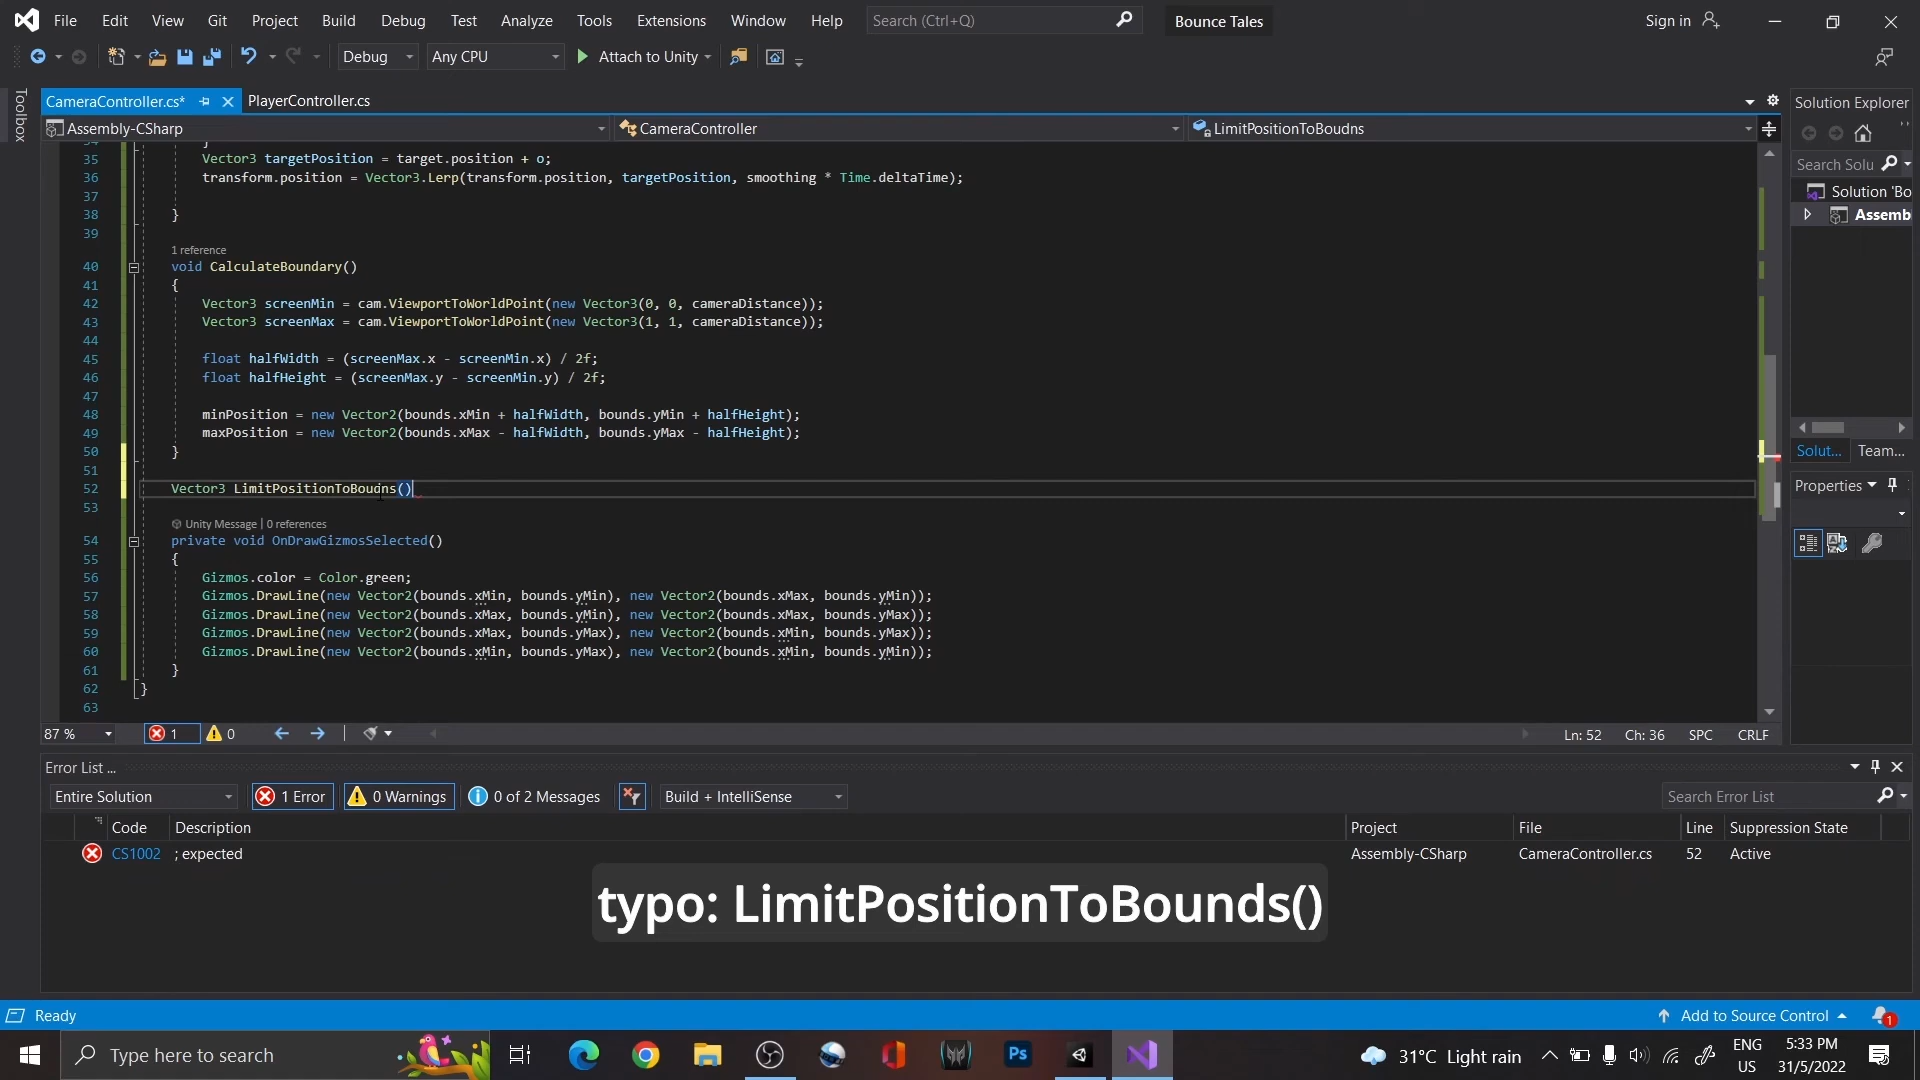 File Edit View Git Project Build Debug Test Analyze Tools Extensions Window Help Search (Ctrl+Q) Bounce Tales Sign in
Debug Any CPU Attach to Unity
Toolbox
CameraController.cs* PlayerController.cs
Assembly-CSharp CameraController LimitPositionToBoudns
35 Vector3 targetPosition = target.position + o;
36 transform.position = Vector3.Lerp(transform.position, targetPosition, smoothing * Time.deltaTime);
37
38 }
39
1 reference
40 void CalculateBoundary()
41 {
42 Vector3 screenMin = cam.ViewportToWorldPoint(new Vector3(0, 0, cameraDistance));
43 Vector3 screenMax = cam.ViewportToWorldPoint(new Vector3(1, 1, cameraDistance));
44
45 float halfWidth = (screenMax.x - screenMin.x) / 2f;
46 float halfHeight = (screenMax.y - screenMin.y) / 2f;
47
48 minPosition = new Vector2(bounds.xMin + halfWidth, bounds.yMin + halfHeight);
49 maxPosition = new Vector2(bounds.xMax - halfWidth, bounds.yMax - halfHeight);
50 }
51
52 Vector3 LimitPositionToBoudns()
53
Unity Message | 0 references
54 private void OnDrawGizmosSelected()
55 {
56 Gizmos.color = Color.green;
57 Gizmos.DrawLine(new Vector2(bounds.xMin, bounds.yMin), new Vector2(bounds.xMax, bounds.yMin));
58 Gizmos.DrawLine(new Vector2(bounds.xMax, bounds.yMin), new Vector2(bounds.xMax, bounds.yMax));
59 Gizmos.DrawLine(new Vector2(bounds.xMax, bounds.yMax), new Vector2(bounds.xMin, bounds.yMax));
60 Gizmos.DrawLine(new Vector2(bounds.xMin, bounds.yMax), new Vector2(bounds.xMin, bounds.yMin));
61 }
62 }
63
87 % 1 0 Ln: 52 Ch: 36 SPC CRLF
Solution Explorer
Search Solu
Solution 'Bo
Assemb
Solut... Team...
Properties
Error List ...
Entire Solution 1 Error 0 Warnings 0 of 2 Messages Build + IntelliSense Search Error List
Code Description Project File Line Suppression State
CS1002 ; expected Assembly-CSharp CameraController.cs 52 Active
typo: LimitPositionToBounds()
Ready Add to Source Control 1
Type here to search Ps 31°C Light rain ENG US 5:33 PM 31/5/2022